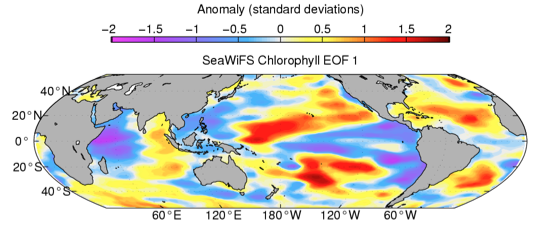 Anomaly (standard deviations)
−2 −1.5 −1 −0.5 0 0.5 1 1.5 2
SeaWiFS Chlorophyll EOF 1
40°N
20°N
0°
20°S
40°S
60°E 120°E 180°W 120°W 60°W